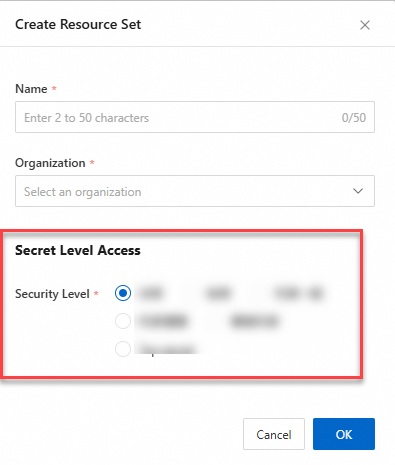 Create Resource Set
Name *
Enter 2 to 50 characters 0/50
Organization *
Select an organization
Secret Level Access
Security Level *
Cancel OK